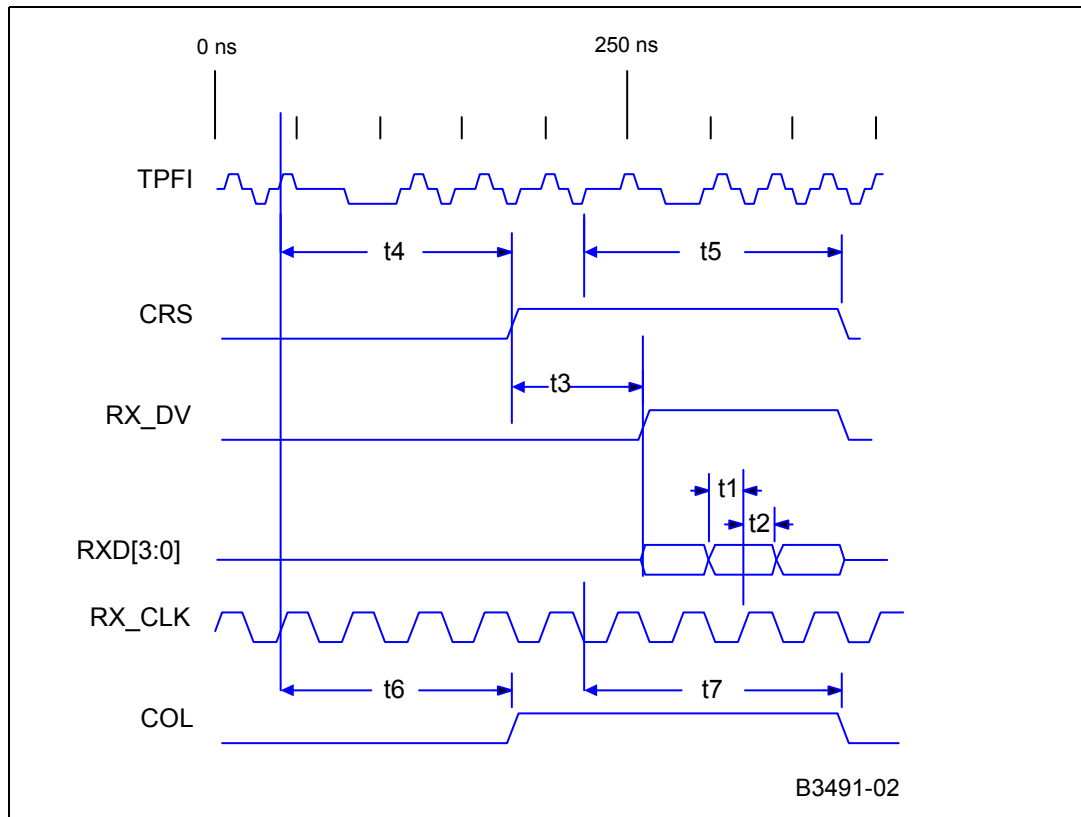 0 ns
250 ns
TPFI
t4
t5
CRS
t3
RX_DV
t1
t2
RXD[3:0]
RX_CLK
t6
t7
COL
B3491-02